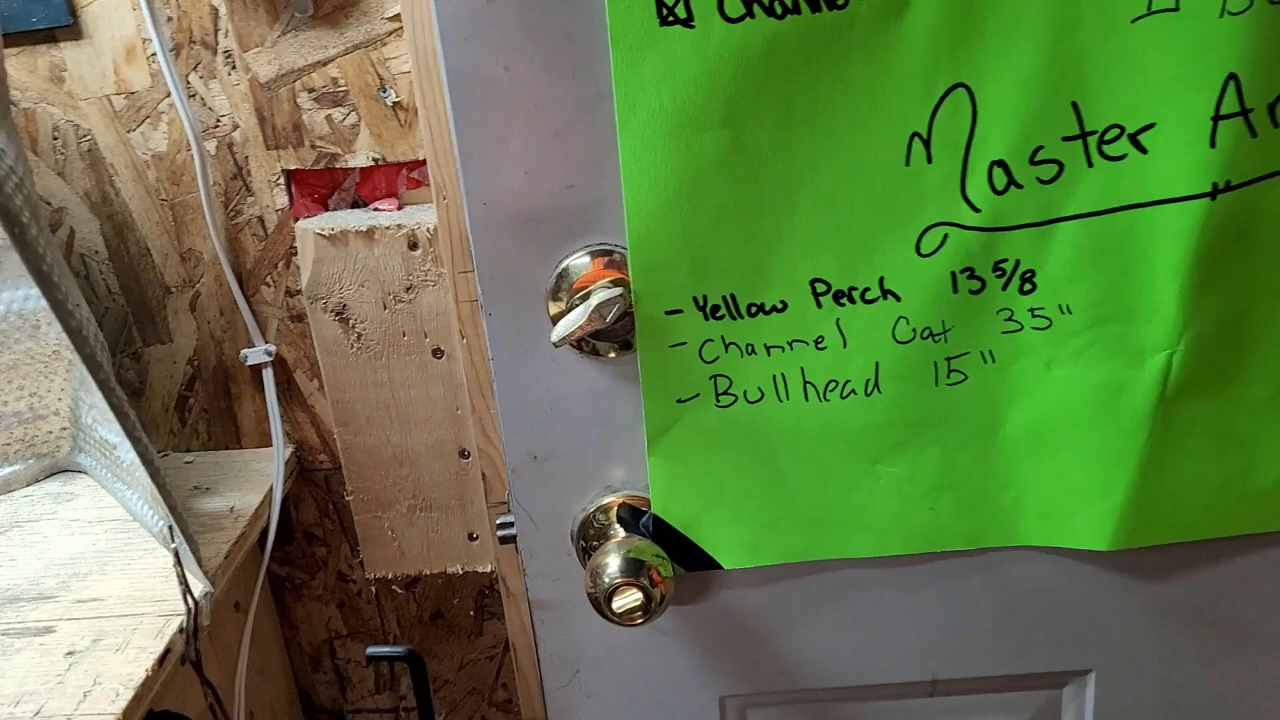 Master
- Yellow Perch 13 5/8
- Channel Cat 35"
- Bullhead 15"